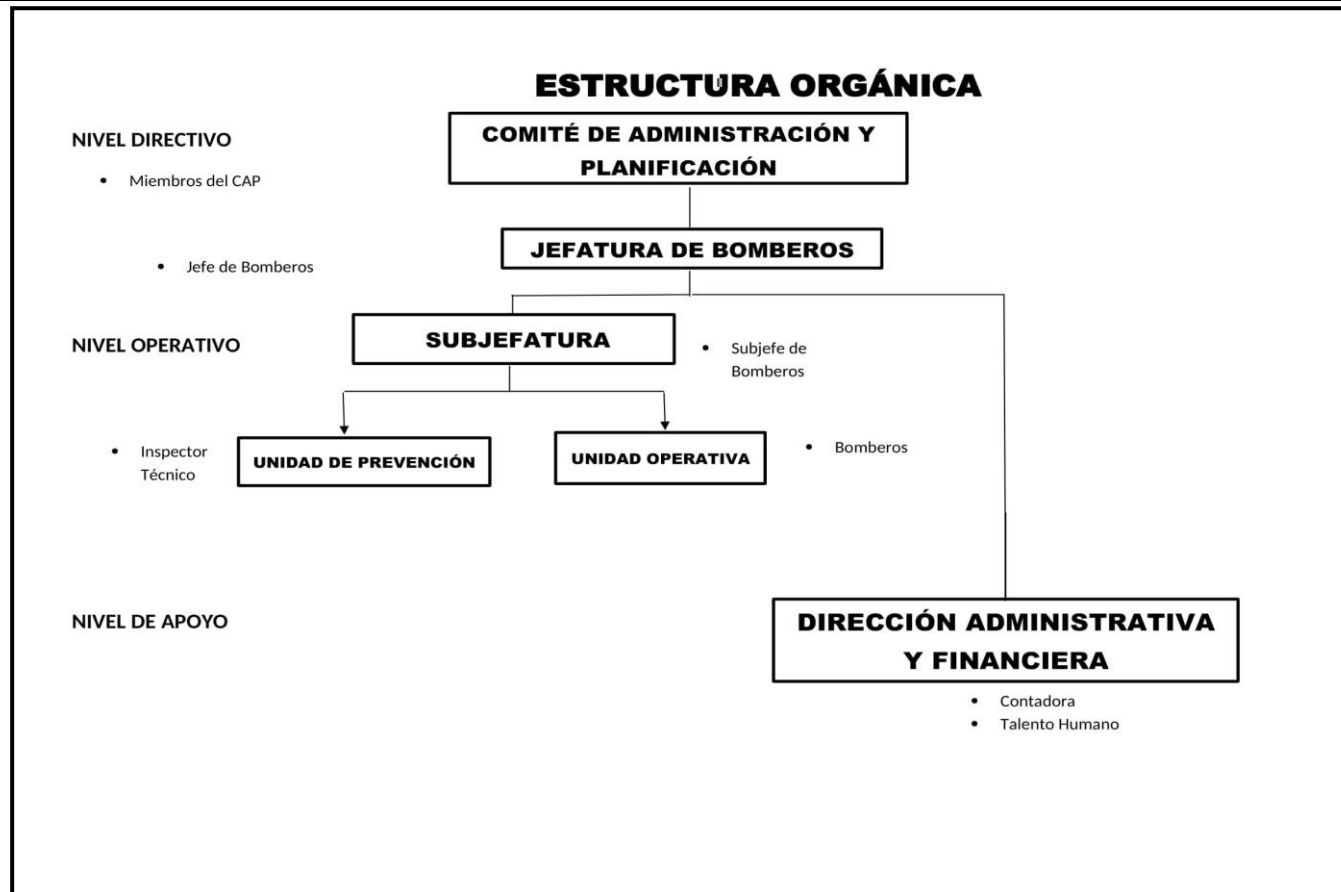 ESTRUCTURA ORGÁNICA
NIVEL DIRECTIVO
COMITÉ DE ADMINISTRACIÓN Y
PLANIFICACIÓN
• Miembros del CAP
JEFATURA DE BOMBEROS
• Jefe de Bomberos
NIVEL OPERATIVO
SUBJEFATURA
• Subjefe de
Bomberos
• Inspector
Técnico
UNIDAD DE PREVENCIÓN
UNIDAD OPERATIVA
• Bomberos
NIVEL DE APOYO
DIRECCIÓN ADMINISTRATIVA
Y FINANCIERA
• Contadora
• Talento Humano